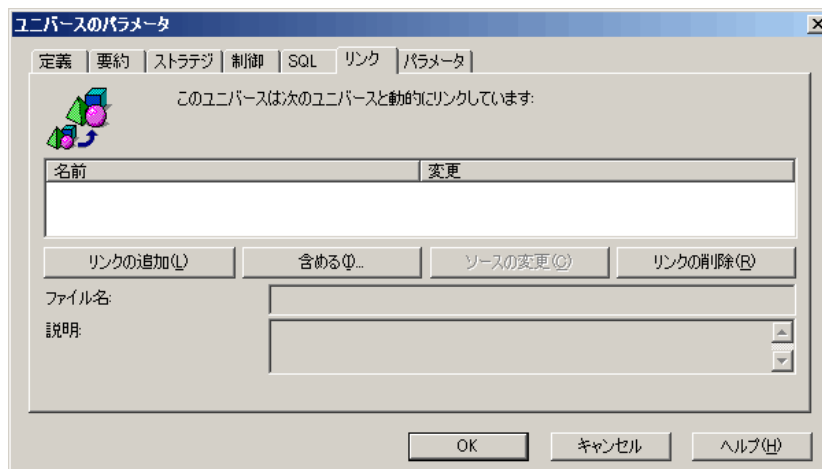 ユニバースのパラメータ
定義 要約 ストラテジ 制御 SQL リンク パラメータ
このユニバースは次のユニバースと動的にリンクしています:
名前 変更
リンクの追加(L) 含める(I)... ソースの変更(C) リンクの削除(R)
ファイル名:
説明:
OK キャンセル ヘルプ(H)